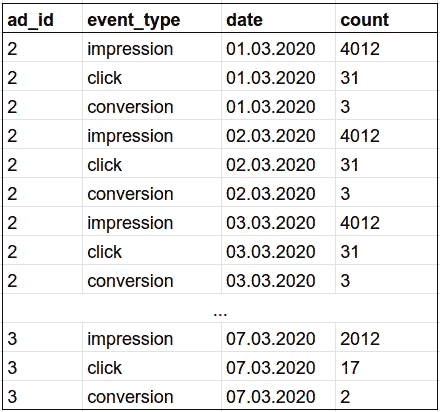 ad_id event_type date count
2 impression 01.03.2020 4012
2 click 01.03.2020 31
2 conversion 01.03.2020 3
2 impression 02.03.2020 4012
2 click 02.03.2020 31
2 conversion 02.03.2020 3
2 impression 03.03.2020 4012
2 click 03.03.2020 31
2 conversion 03.03.2020 3
...
3 impression 07.03.2020 2012
3 click 07.03.2020 17
3 conversion 07.03.2020 2